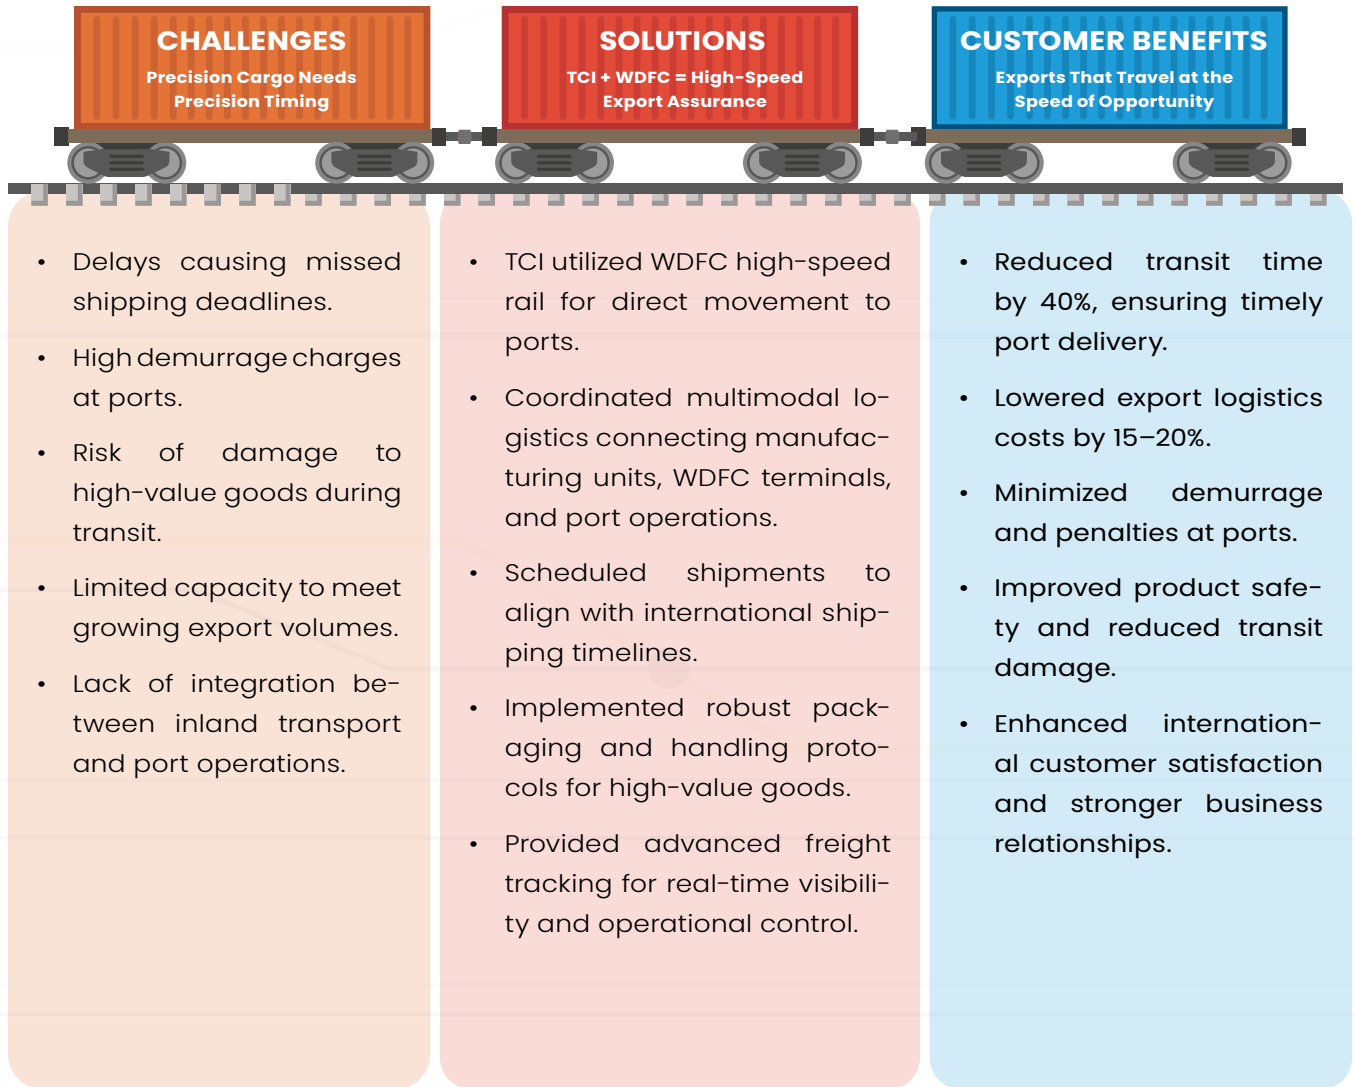 CHALLENGES
Precision Cargo Needs
Precision Timing
• Delays causing missed
shipping deadlines.
• High demurrage charges
at ports.
• Risk of damage to
high-value goods during
transit.
• Limited capacity to meet
growing export volumes.
• Lack of integration be-
tween inland transport
and port operations.
SOLUTIONS
TCI + WDFC = High-Speed
Export Assurance
• TCI utilized WDFC high-speed
rail for direct movement to
ports.
• Coordinated multimodal lo-
gistics connecting manufac-
turing units, WDFC terminals,
and port operations.
• Scheduled shipments to
align with international ship-
ping timelines.
• Implemented robust pack-
aging and handling proto-
cols for high-value goods.
• Provided advanced freight
tracking for real-time visibili-
ty and operational control.
CUSTOMER BENEFITS
Exports That Travel at the
Speed of Opportunity
• Reduced transit time
by 40%, ensuring timely
port delivery.
• Lowered export logistics
costs by 15–20%.
• Minimized demurrage
and penalties at ports.
• Improved product safe-
ty and reduced transit
damage.
• Enhanced internation-
al customer satisfaction
and stronger business
relationships.